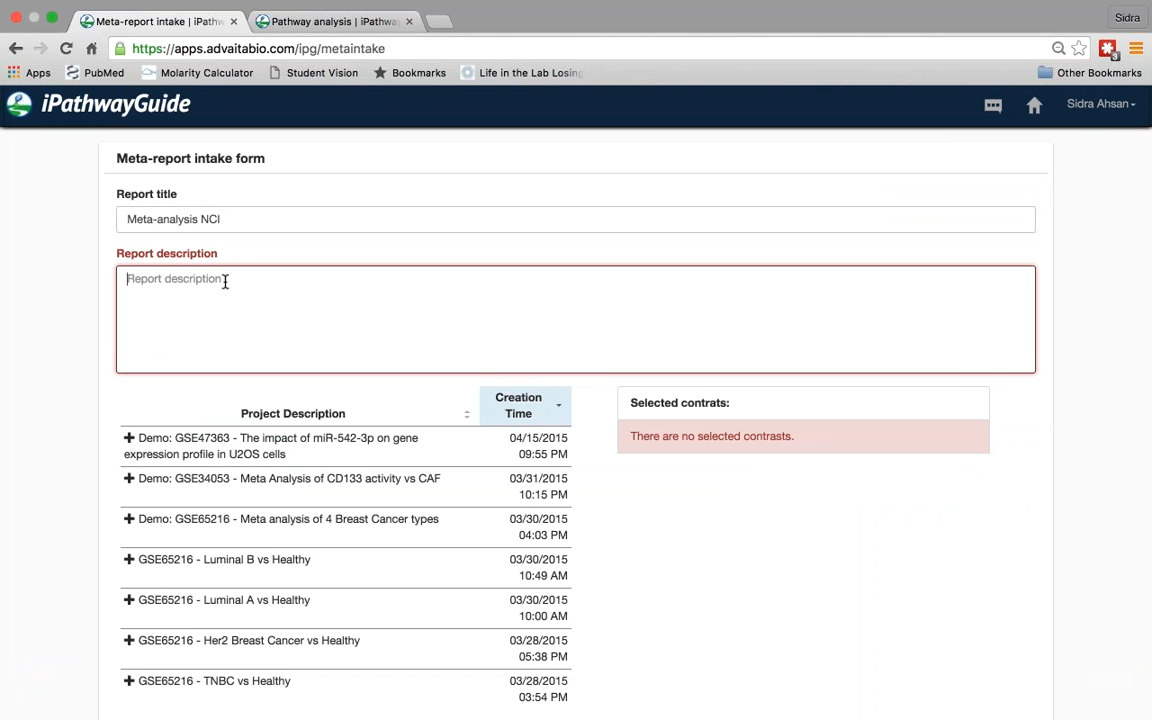 Meta-report intake | iPathw
Pathway analysis | iPathwa
Sidra
https://apps.advaitabio.com/ipg/metaintake
3
Apps PubMed Molarity Calculator Student Vision Bookmarks Life in the Lab Losing Other Bookmarks
iPathwayGuide
Sidra Ahsan
Meta-report intake form
Report title
Meta-analysis NCI
Report description
Report description
Project Description
Creation
Time
Selected contrats:
There are no selected contrasts.
Demo: GSE47363 - The impact of miR-542-3p on gene
expression profile in U2OS cells
04/15/2015
09:55 PM
Demo: GSE34053 - Meta Analysis of CD133 activity vs CAF
03/31/2015
10:15 PM
Demo: GSE65216 - Meta analysis of 4 Breast Cancer types
03/30/2015
04:03 PM
GSE65216 - Luminal B vs Healthy
03/30/2015
10:49 AM
GSE65216 - Luminal A vs Healthy
03/30/2015
10:00 AM
GSE65216 - Her2 Breast Cancer vs Healthy
03/28/2015
05:38 PM
GSE65216 - TNBC vs Healthy
03/28/2015
03:54 PM